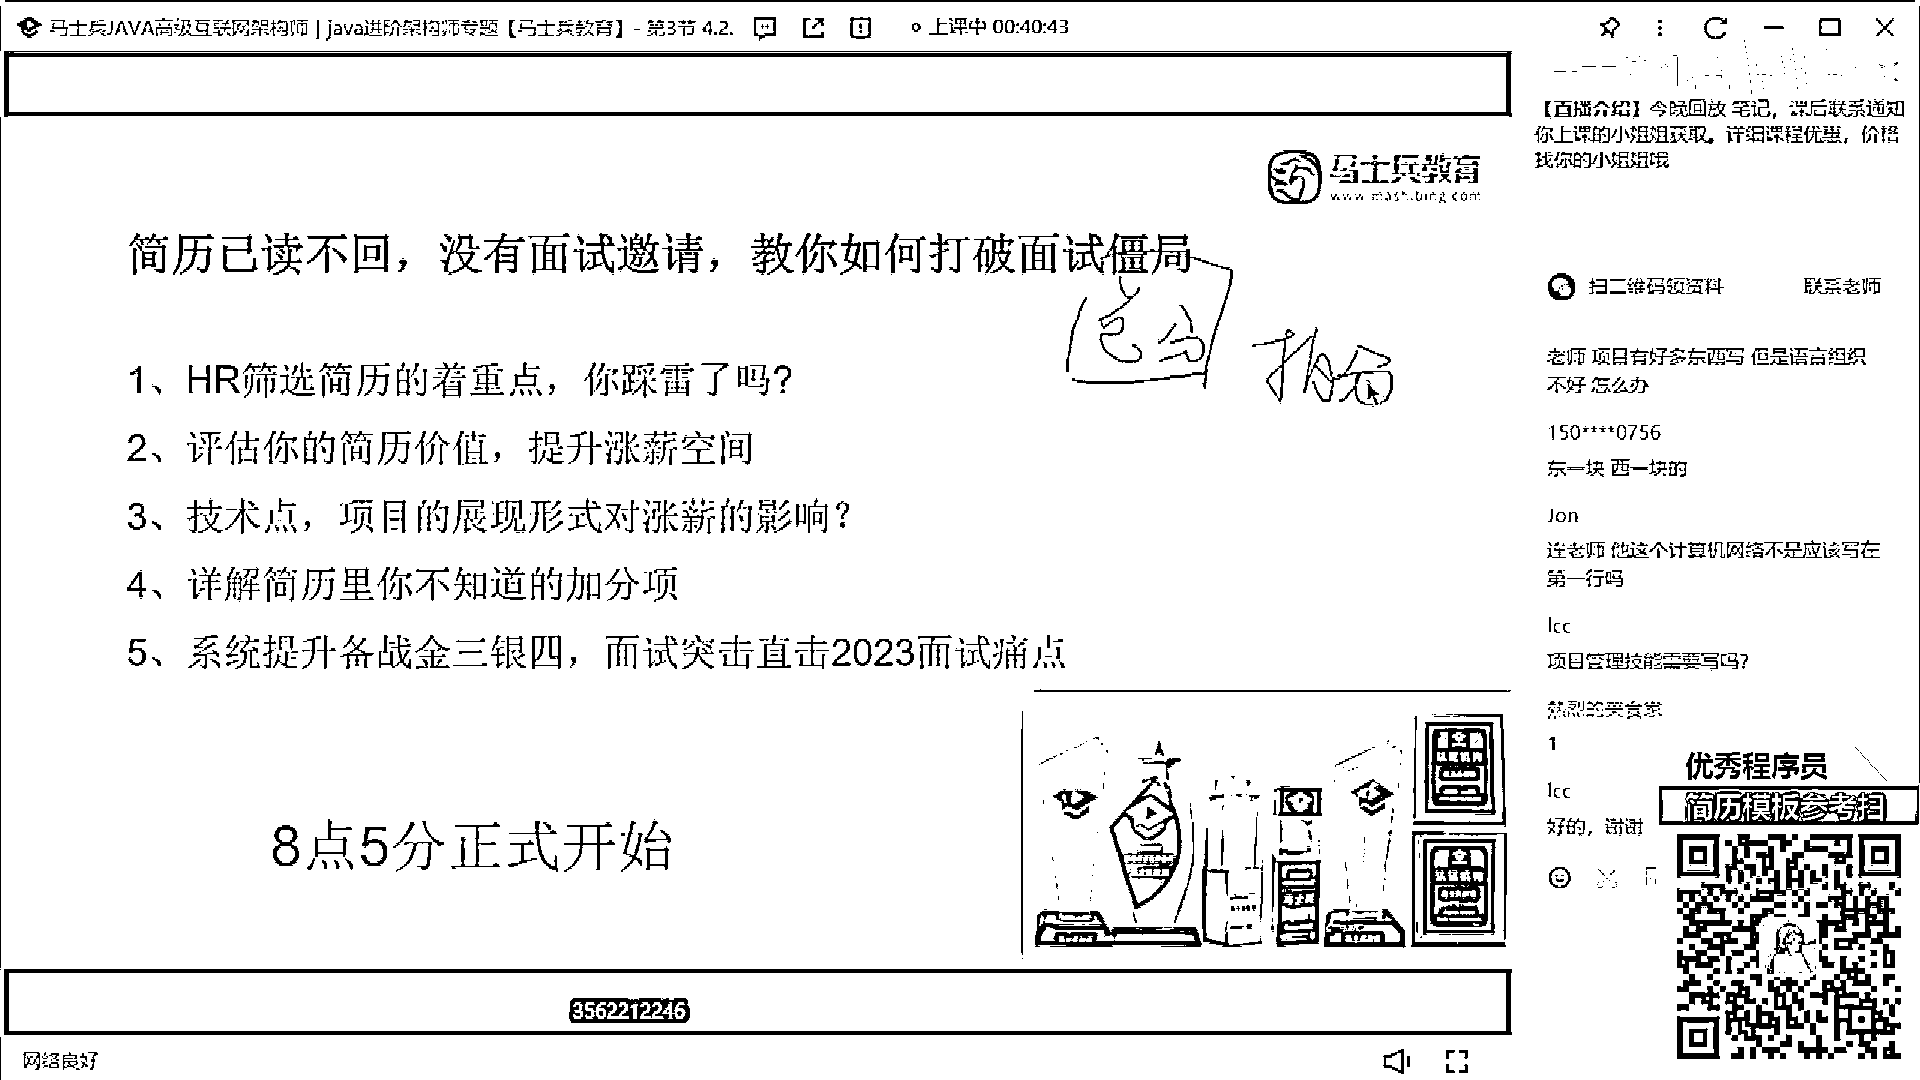 马士兵JAVA高级互联网架构师 | java进阶架构师专题【马士兵教育】- 第3节 4.2.
上课中 00:40:43
【直播介绍】今晚回放 笔记，课后联系通知
你上课的小姐姐获取。详细课程优惠，价格
找你的小姐姐哦
马士兵教育
www.mashibing.com
简历已读不回，没有面试邀请，教你如何打破面试僵局
扫二维码领资料
联系老师
1、HR筛选简历的着重点，你踩雷了吗?
2、评估你的简历价值，提升涨薪空间
3、技术点，项目的展现形式对涨薪的影响?
4、详解简历里你不知道的加分项
5、系统提升备战金三银四，面试突击直击2023面试痛点
8点5分正式开始
老师 项目有好多东西写 但是语言组织
不好 怎么办
150****0756
东一块 西一块的
Jon
连老师 他这个计算机网络不是应该写在
第一行吗
lcc
项目管理技能需要写吗?
热烈的美食家
1
lcc
好的，谢谢
优秀程序员
简历模板参考扫
3562212246
网络良好